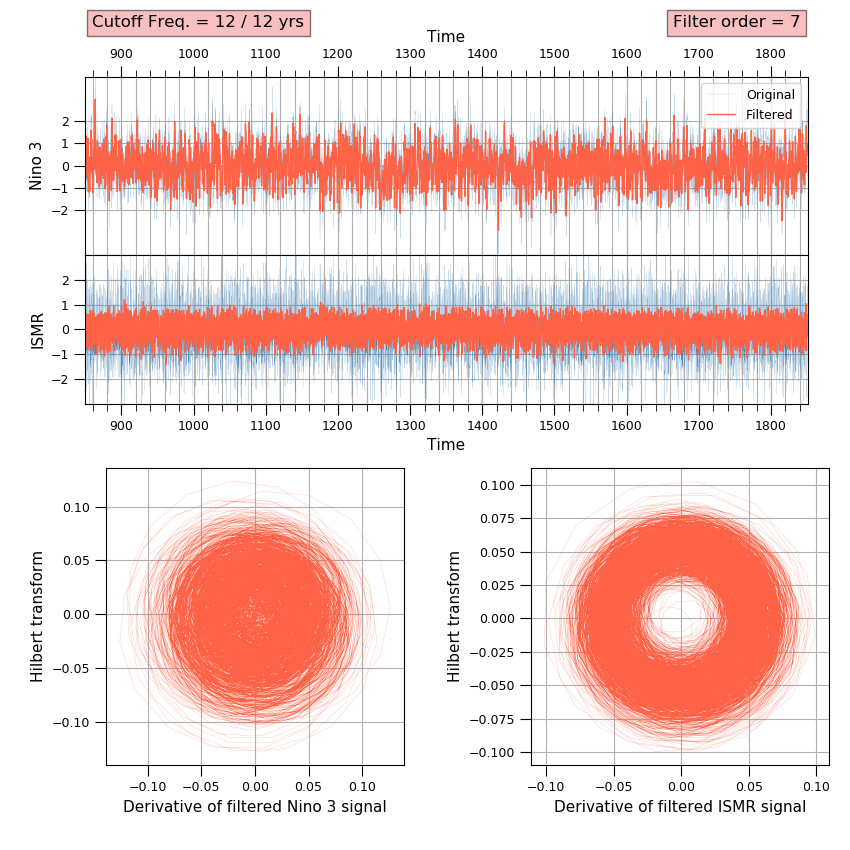 Cutoff Freq. = 12 / 12 yrs
Filter order = 7
Time
900 1000 1100 1200 1300 1400 1500 1600 1700 1800
Original
Filtered
Nino 3
2
1
0
−1
−2
ISMR
2
1
0
−1
−2
900 1000 1100 1200 1300 1400 1500 1600 1700 1800
Time
Hilbert transform
0.10
0.05
0.00
−0.05
−0.10
−0.10 −0.05 0.00 0.05 0.10
Derivative of filtered Nino 3 signal
Hilbert transform
0.100
0.075
0.050
0.025
0.000
−0.025
−0.050
−0.075
−0.100
−0.10 −0.05 0.00 0.05 0.10
Derivative of filtered ISMR signal